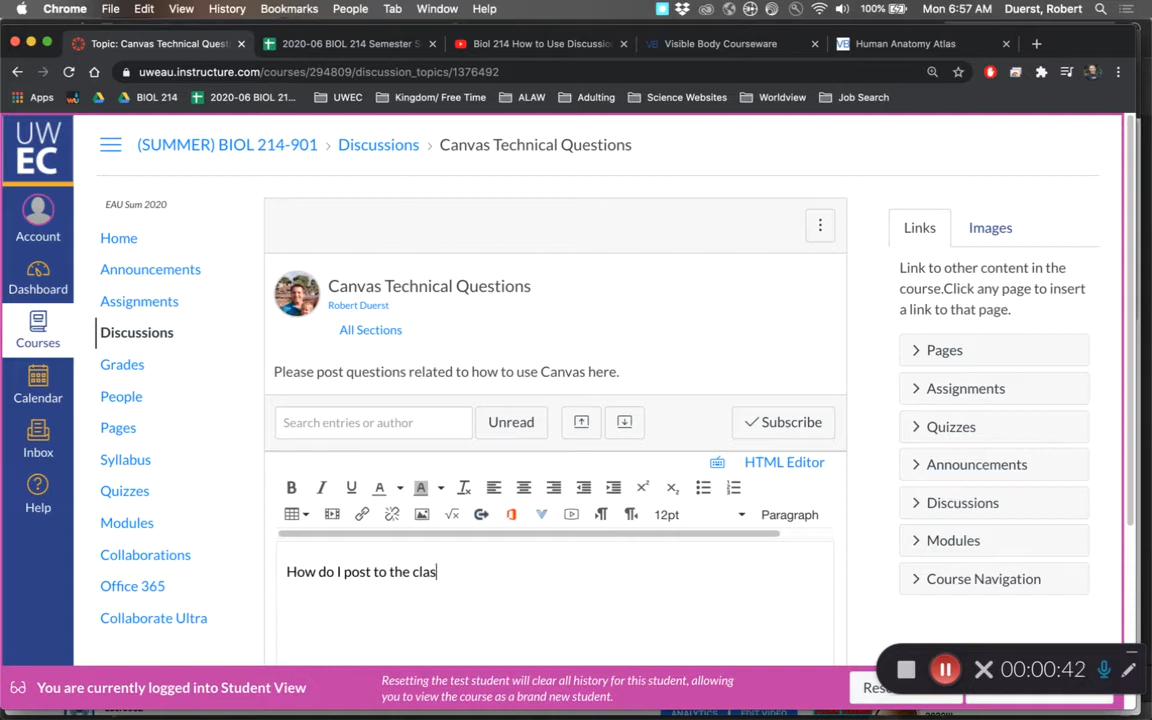 Chrome File Edit View History Bookmarks People Tab Window Help 100% Mon 6:57 AM Duerst, Robert
Topic: Canvas Technical Quest 2020-06 BIOL 214 Semester S Biol 214 How to Use Discussio Visible Body Courseware Human Anatomy Atlas
uweau.instructure.com/courses/294809/discussion_topics/1376492
Apps BIOL 214 2020-06 BIOL 21... UWEC Kingdom/ Free Time ALAW Adulting Science Websites Worldview Job Search
UW
EC
Account
Dashboard
Courses
Calendar
Inbox
Help
(SUMMER) BIOL 214-901 › Discussions › Canvas Technical Questions
EAU Sum 2020
Home
Announcements
Assignments
Discussions
Grades
People
Pages
Syllabus
Quizzes
Modules
Collaborations
Office 365
Collaborate Ultra
Canvas Technical Questions
Robert Duerst
All Sections
Please post questions related to how to use Canvas here.
Search entries or author Unread Subscribe
HTML Editor
12pt Paragraph
How do I post to the clas
Links Images
Link to other content in the
course.Click any page to insert
a link to that page.
Pages
Assignments
Quizzes
Announcements
Discussions
Modules
Course Navigation
00:00:42
You are currently logged into Student View
Resetting the test student will clear all history for this student, allowing
you to view the course as a brand new student.
ANALYTICS EDIT VIDEO